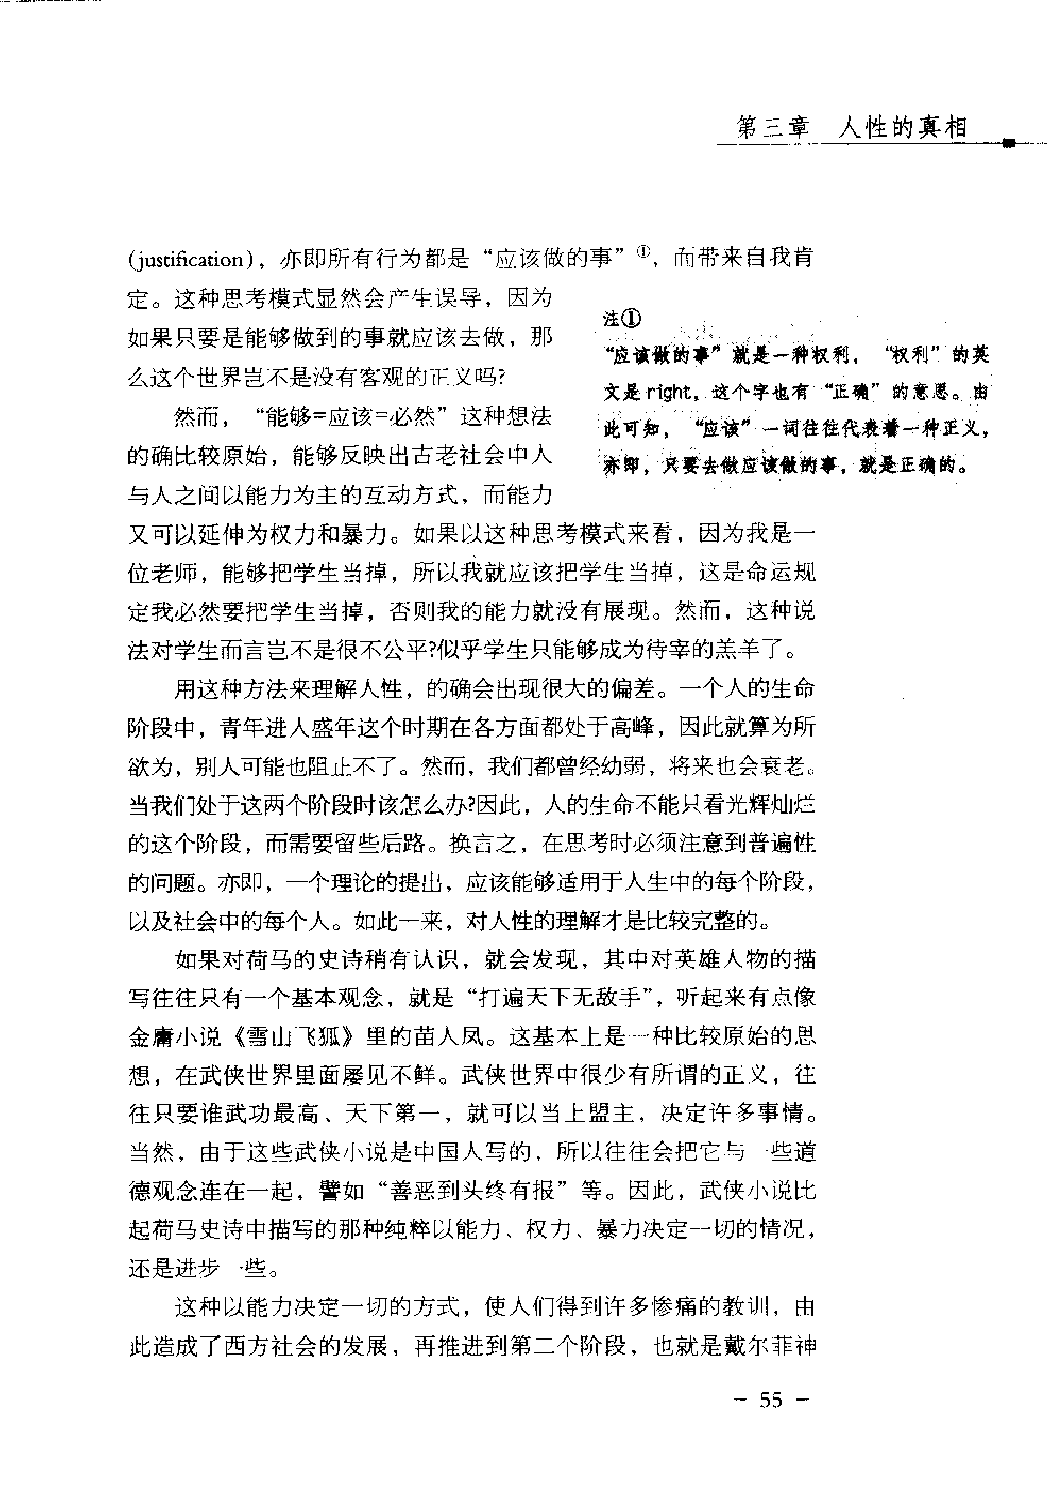 第三章　人性的真相
(justification)，亦即所有行为都是“应该做的事”①，而带来自我肯
定。这种思考模式显然会产生误导，因为
如果只要是能够做到的事就应该去做，那
么这个世界岂不是没有客观的正义吗?
然而，“能够=应该=必然”这种想法
的确比较原始，能够反映出古老社会中人
与人之间以能力为主的互动方式，而能力
又可以延伸为权力和暴力。如果以这种思考模式来看，因为我是一
位老师，能够把学生当掉，所以我就应该把学生当掉，这是命运规
定我必然要把学生当掉，否则我的能力就没有展现。然而，这种说
法对学生而言岂不是很不公平?似乎学生只能够成为待宰的羔羊了。
用这种方法来理解人性，的确会出现很大的偏差。一个人的生命
阶段中，青年进人盛年这个时期在各方面都处于高峰，因此就算为所
欲为，别人可能也阻止不了。然而，我们都曾经幼弱，将来也会衰老。
当我们处于这两个阶段时该怎么办?因此，人的生命不能只看光辉灿烂
的这个阶段，而需要留些后路。换言之，在思考时必须注意到普遍性
的问题。亦即，一个理论的提出，应该能够适用于人生中的每个阶段，
以及社会中的每个人。如此一来，对人性的理解才是比较完整的。
如果对荷马的史诗稍有认识，就会发现，其中对英雄人物的描
写往往只有一个基本观念，就是“打遍天下无敌手”，听起来有点像
金庸小说《雪山飞狐》里的苗人凤。这基本上是一种比较原始的思
想，在武侠世界里面屡见不鲜。武侠世界中很少有所谓的正义，往
往只要谁武功最高、天下第一，就可以当上盟主，决定许多事情。
当然，由于这些武侠小说是中国人写的，所以往往会把它与一些道
德观念连在一起，譬如“善恶到头终有报”等。因此，武侠小说比
起荷马史诗中描写的那种纯粹以能力、权力、暴力决定一切的情况，
还是进步一些。
这种以能力决定一切的方式，使人们得到许多惨痛的教训，由
此造成了西方社会的发展，再推进到第二个阶段，也就是戴尔菲神
注①
“应该做的事”就是一种权利，“权利”的英
文是right，这个字也有“正确”的意思。由
此可知，“应该”一词往往代表着一种正义，
亦即，只要去做应该做的事，就是正确的。
－ 55 －